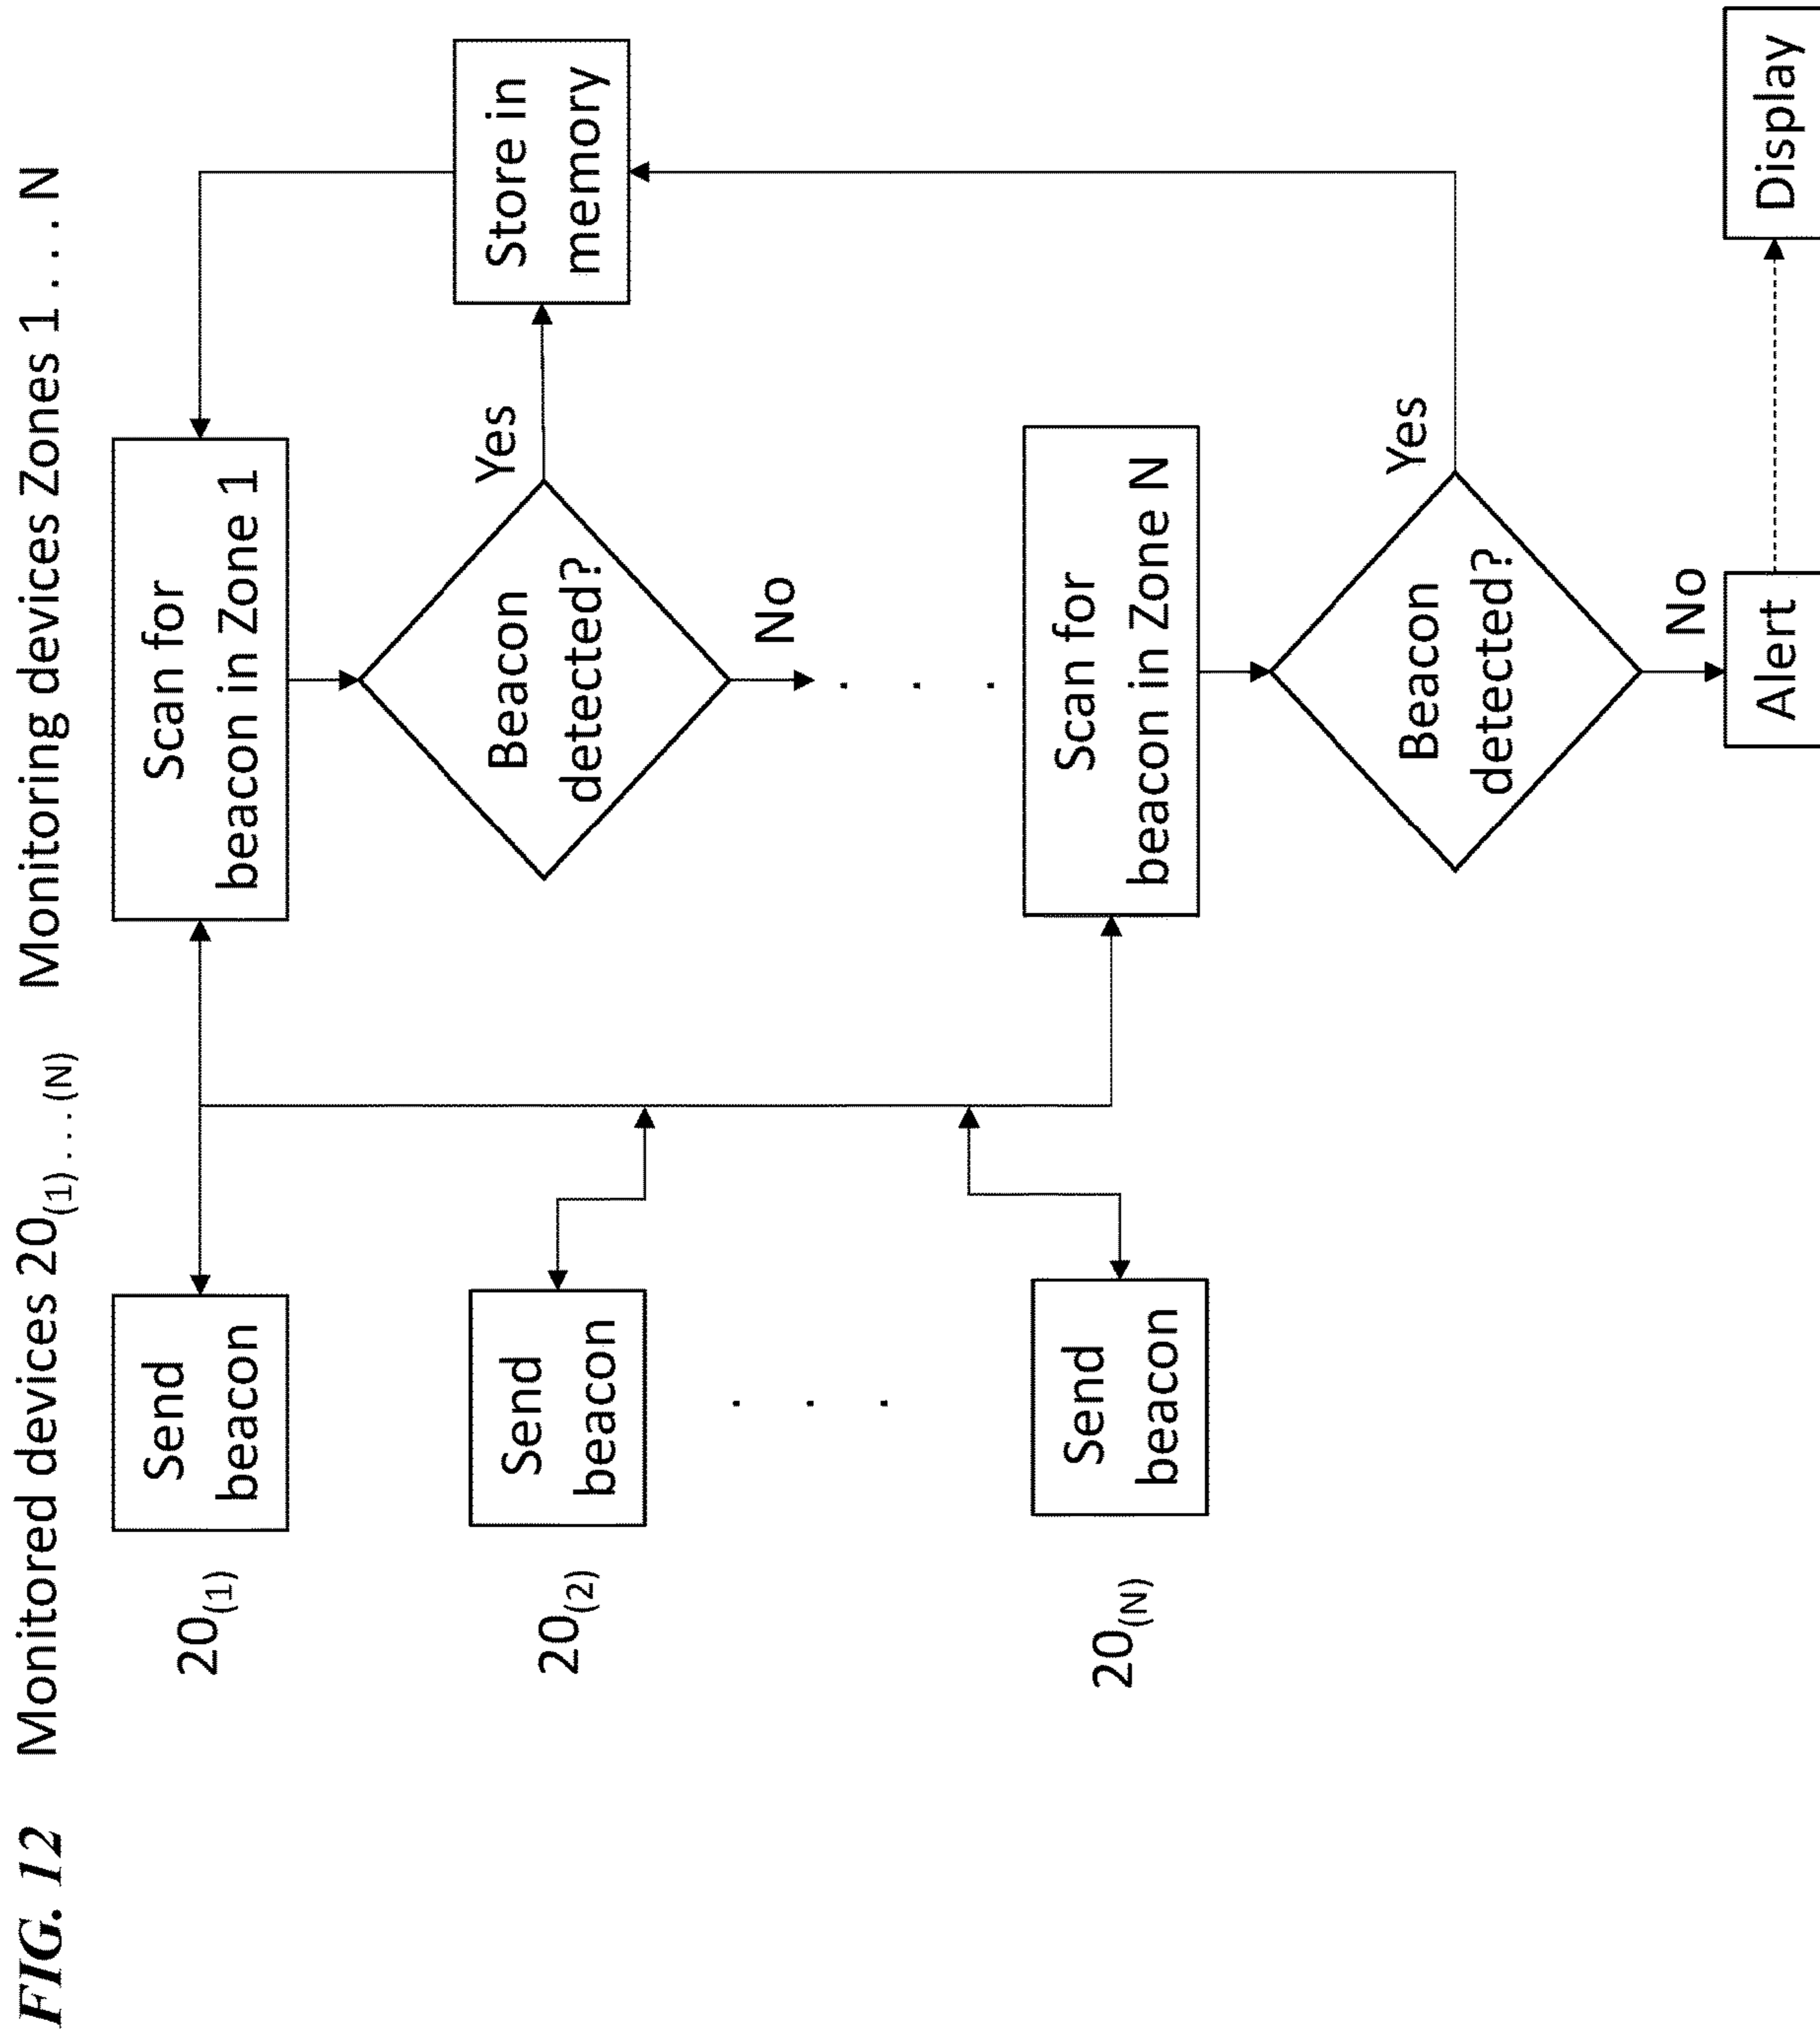 FIG. 12
Monitored devices 20(1)...(N)
Monitoring devices Zones 1 . . . N
20(1)
Send
beacon
Scan for
beacon in Zone 1
20(2)
Send
beacon
Beacon
detected?
Yes
Store in
memory
No
. . .
. . .
20(N)
Send
beacon
Scan for
beacon in Zone N
Beacon
detected?
Yes
No
Alert
Display